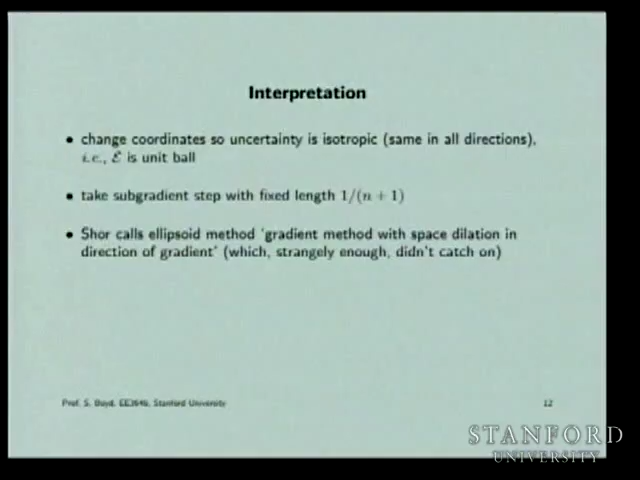 Interpretation
• change coordinates so uncertainty is isotropic (same in all directions),
i.e., ℰ is unit ball
• take subgradient step with fixed length 1/(n + 1)
• Shor calls ellipsoid method 'gradient method with space dilation in
direction of gradient' (which, strangely enough, didn't catch on)
Prof. S. Boyd, EE364b, Stanford University
12
STANFORD
UNIVERSITY